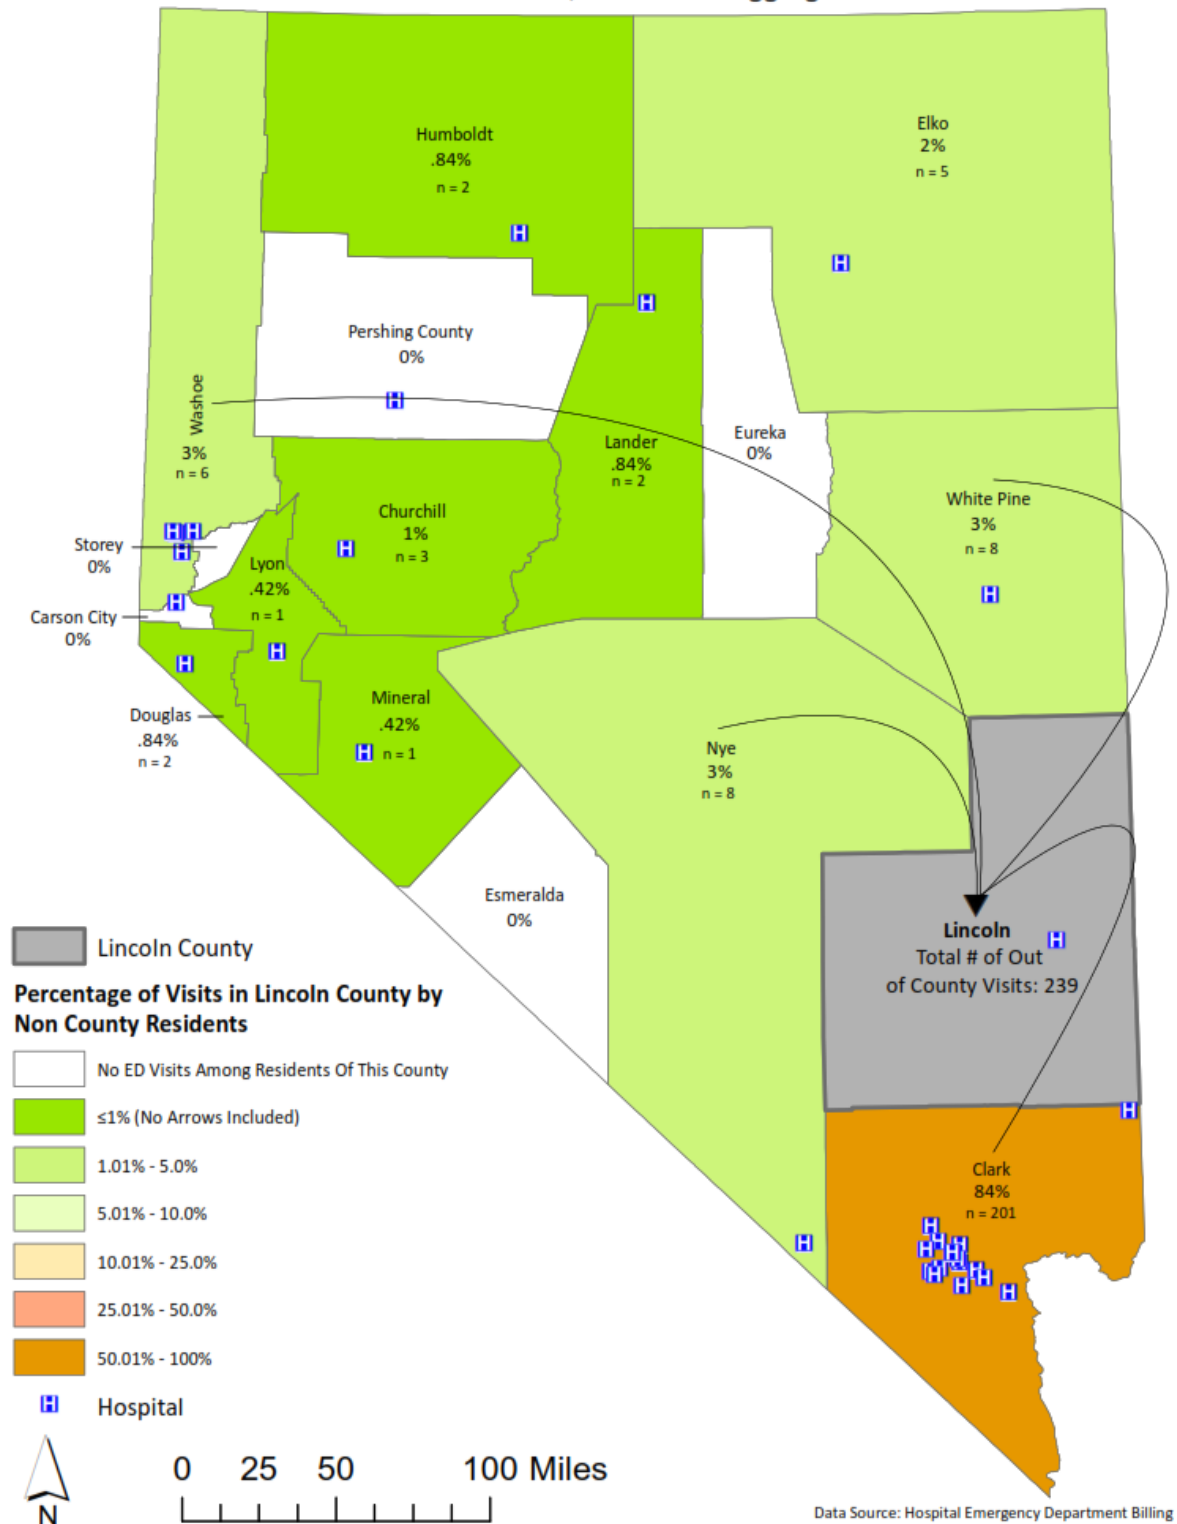 Humboldt
.84%
n = 2
Elko
2%
n = 5
Pershing County
0%
Washoe
3%
n = 6
Lander
.84%
n = 2
Eureka
0%
White Pine
3%
n = 8
Churchill
1%
n = 3
Storey
0%
Lyon
.42%
n = 1
Carson City
0%
Douglas
.84%
n = 2
Mineral
.42%
n = 1
Nye
3%
n = 8
Esmeralda
0%
Lincoln
Total # of Out
of County Visits: 239
Clark
84%
n = 201
Lincoln County
Percentage of Visits in Lincoln County by
Non County Residents
No ED Visits Among Residents Of This County
≤1% (No Arrows Included)
1.01% - 5.0%
5.01% - 10.0%
10.01% - 25.0%
25.01% - 50.0%
50.01% - 100%
H Hospital
N
0 25 50 100 Miles
Data Source: Hospital Emergency Department Billing